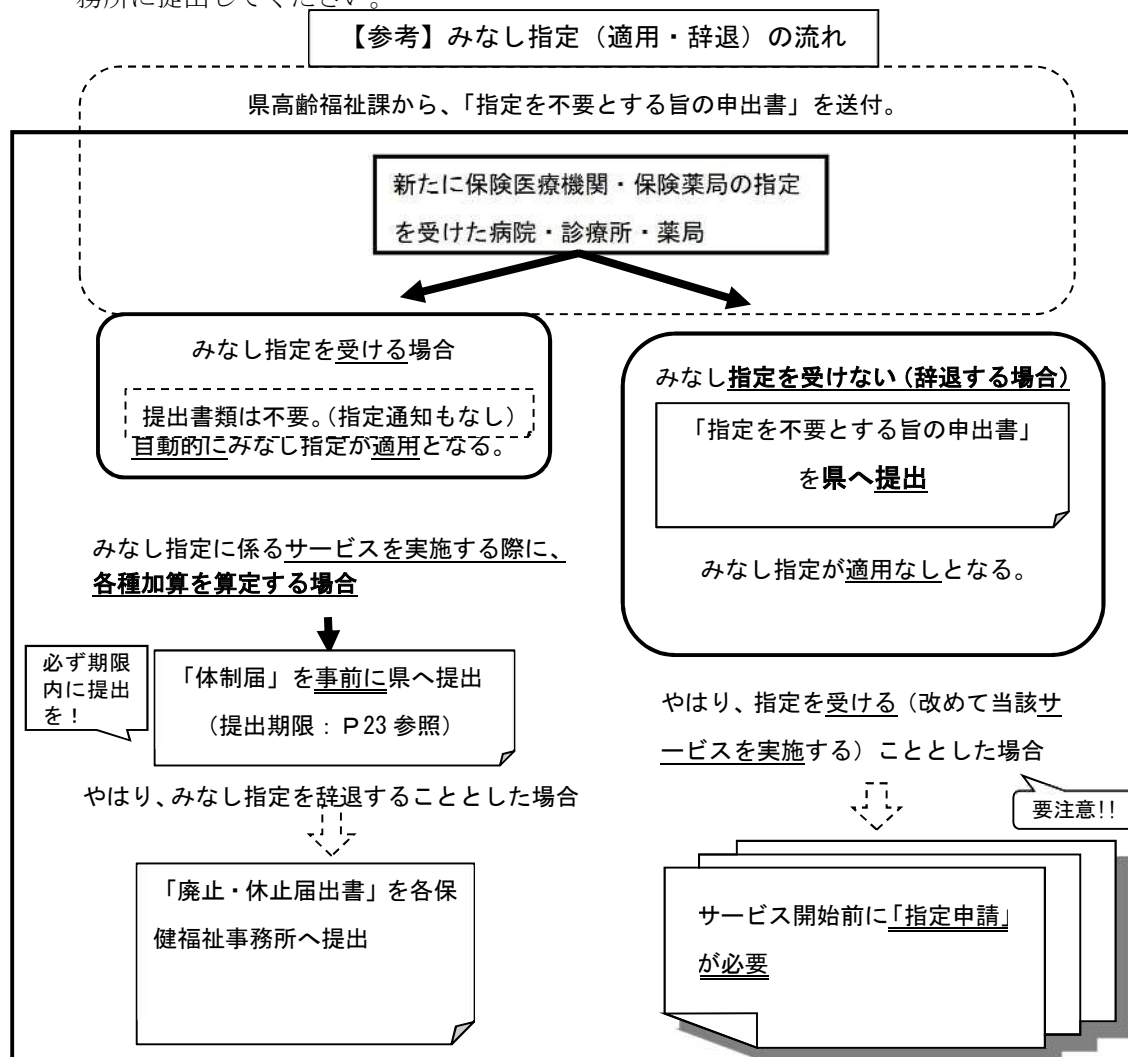 務所に提出してください。
【参考】みなし指定（適用・辞退）の流れ
県高齢福祉課から、「指定を不要とする旨の申出書」を送付。
新たに保険医療機関・保険薬局の指定
を受けた病院・診療所・薬局
みなし指定を受ける場合
提出書類は不要。（指定通知もなし）
自動的にみなし指定が適用となる。
みなし指定に係るサービスを実施する際に、
各種加算を算定する場合
必ず期限
内に提出
を！
「体制届」を事前に県へ提出
（提出期限：Ｐ23 参照）
やはり、みなし指定を辞退することとした場合
「廃止・休止届出書」を各保
健福祉事務所へ提出
みなし指定を受けない（辞退する場合）
「指定を不要とする旨の申出書」
を県へ提出
みなし指定が適用なしとなる。
やはり、指定を受ける（改めて当該サ
ービスを実施する）こととした場合
要注意!!
サービス開始前に「指定申請」
が必要